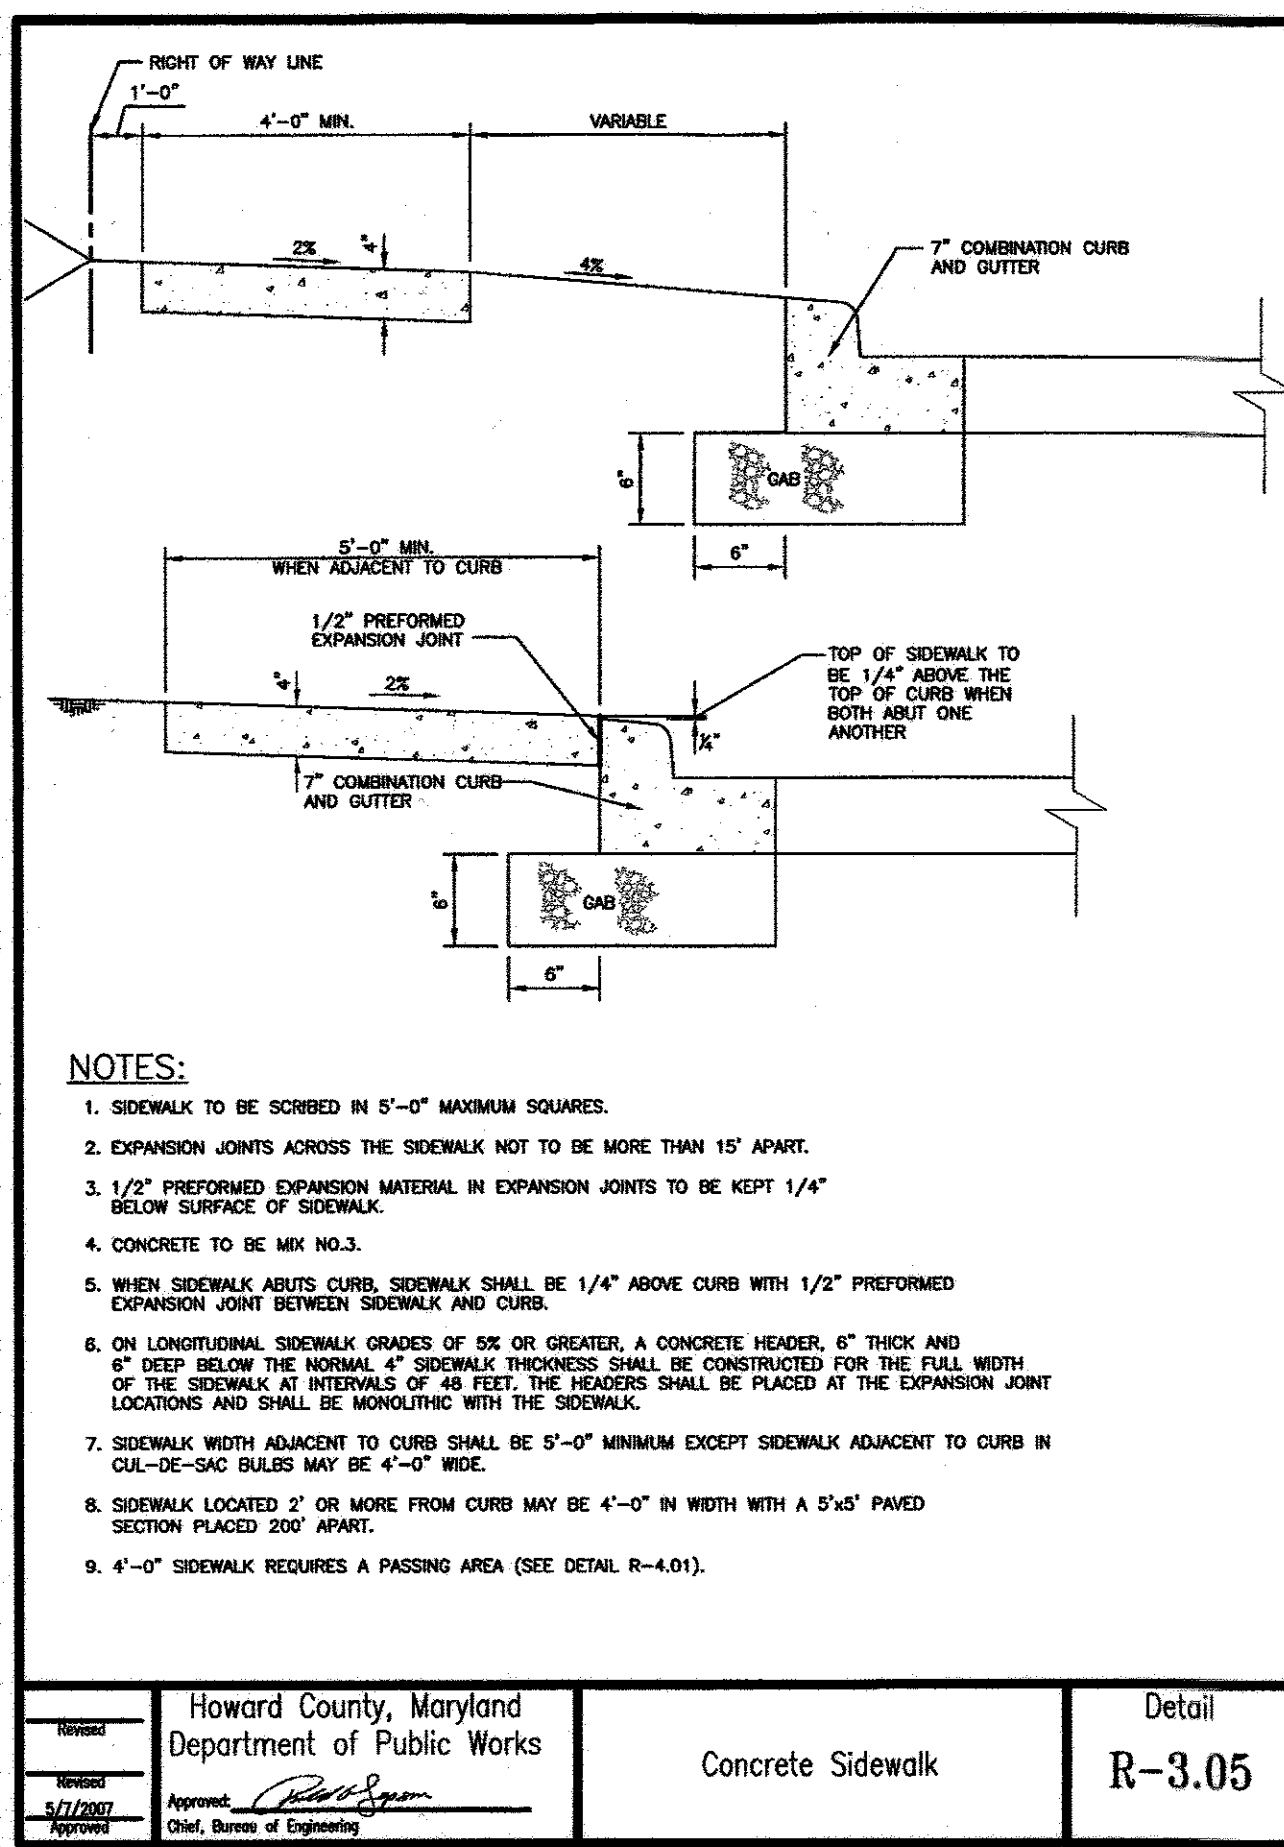 RIGHT OF WAY LINE
1'-0"
4'-0" MIN.
VARIABLE
2%
4"
4%
7" COMBINATION CURB
AND GUTTER
6"
GAB
6"
5'-0" MIN.
WHEN ADJACENT TO CURB
1/2" PREFORMED
EXPANSION JOINT
TOP OF SIDEWALK TO
BE 1/4" ABOVE THE
TOP OF CURB WHEN
BOTH ABUT ONE
ANOTHER
4"
2%
¼"
7" COMBINATION CURB
AND GUTTER
6"
GAB
6"
NOTES:
1. SIDEWALK TO BE SCRIBED IN 5'-0" MAXIMUM SQUARES.
2. EXPANSION JOINTS ACROSS THE SIDEWALK NOT TO BE MORE THAN 15' APART.
3. 1/2" PREFORMED EXPANSION MATERIAL IN EXPANSION JOINTS TO BE KEPT 1/4"
BELOW SURFACE OF SIDEWALK.
4. CONCRETE TO BE MIX NO.3.
5. WHEN SIDEWALK ABUTS CURB, SIDEWALK SHALL BE 1/4" ABOVE CURB WITH 1/2" PREFORMED
EXPANSION JOINT BETWEEN SIDEWALK AND CURB.
6. ON LONGITUDINAL SIDEWALK GRADES OF 5% OR GREATER, A CONCRETE HEADER, 6" THICK AND
6" DEEP BELOW THE NORMAL 4" SIDEWALK THICKNESS SHALL BE CONSTRUCTED FOR THE FULL WIDTH
OF THE SIDEWALK AT INTERVALS OF 48 FEET. THE HEADERS SHALL BE PLACED AT THE EXPANSION JOINT
LOCATIONS AND SHALL BE MONOLITHIC WITH THE SIDEWALK.
7. SIDEWALK WIDTH ADJACENT TO CURB SHALL BE 5'-0" MINIMUM EXCEPT SIDEWALK ADJACENT TO CURB IN
CUL-DE-SAC BULBS MAY BE 4'-0" WIDE.
8. SIDEWALK LOCATED 2' OR MORE FROM CURB MAY BE 4'-0" IN WIDTH WITH A 5'x5' PAVED
SECTION PLACED 200' APART.
9. 4'-0" SIDEWALK REQUIRES A PASSING AREA (SEE DETAIL R-4.01).
Revised
Revised
5/7/2007
Approved
Howard County, Maryland
Department of Public Works
Approved:
Chief, Bureau of Engineering
Concrete Sidewalk
Detail
R-3.05